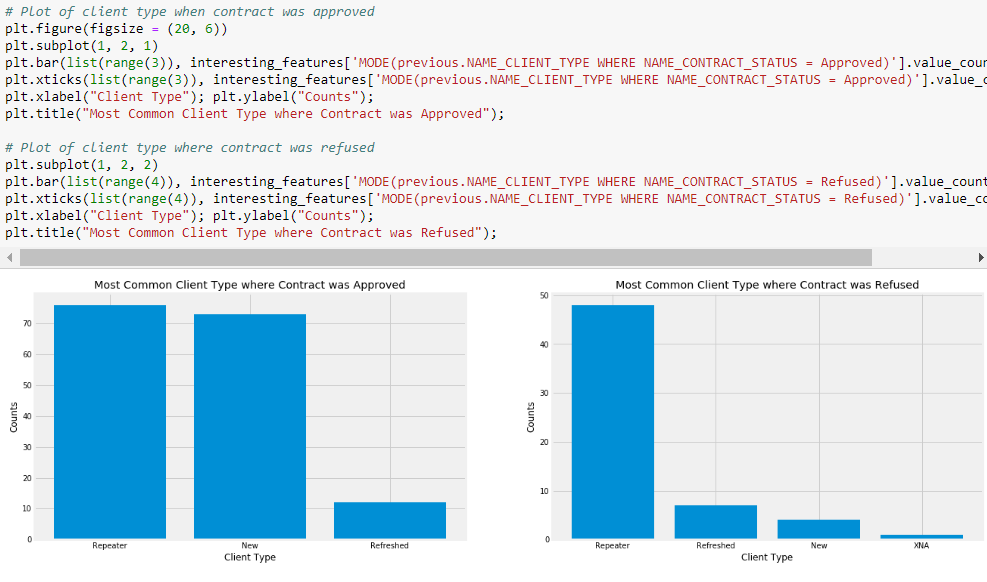 # Plot of client type when contract was approved
plt.figure(figsize = (20, 6))
plt.subplot(1, 2, 1)
plt.bar(list(range(3)), interesting_features['MODE(previous.NAME_CLIENT_TYPE WHERE NAME_CONTRACT_STATUS = Approved)'].value_coun
plt.xticks(list(range(3)), interesting_features['MODE(previous.NAME_CLIENT_TYPE WHERE NAME_CONTRACT_STATUS = Approved)'].value_c
plt.xlabel("Client Type"); plt.ylabel("Counts");
plt.title("Most Common Client Type where Contract was Approved");
# Plot of client type where contract was refused
plt.subplot(1, 2, 2)
plt.bar(list(range(4)), interesting_features['MODE(previous.NAME_CLIENT_TYPE WHERE NAME_CONTRACT_STATUS = Refused)'].value_count
plt.xticks(list(range(4)), interesting_features['MODE(previous.NAME_CLIENT_TYPE WHERE NAME_CONTRACT_STATUS = Refused)'].value_co
plt.xlabel("Client Type"); plt.ylabel("Counts");
plt.title("Most Common Client Type where Contract was Refused");
Most Common Client Type where Contract was Approved
70
60
50
40
30
20
10
0
Counts
Repeater New Refreshed
Client Type
Most Common Client Type where Contract was Refused
50
40
30
20
10
0
Counts
Repeater Refreshed New XNA
Client Type